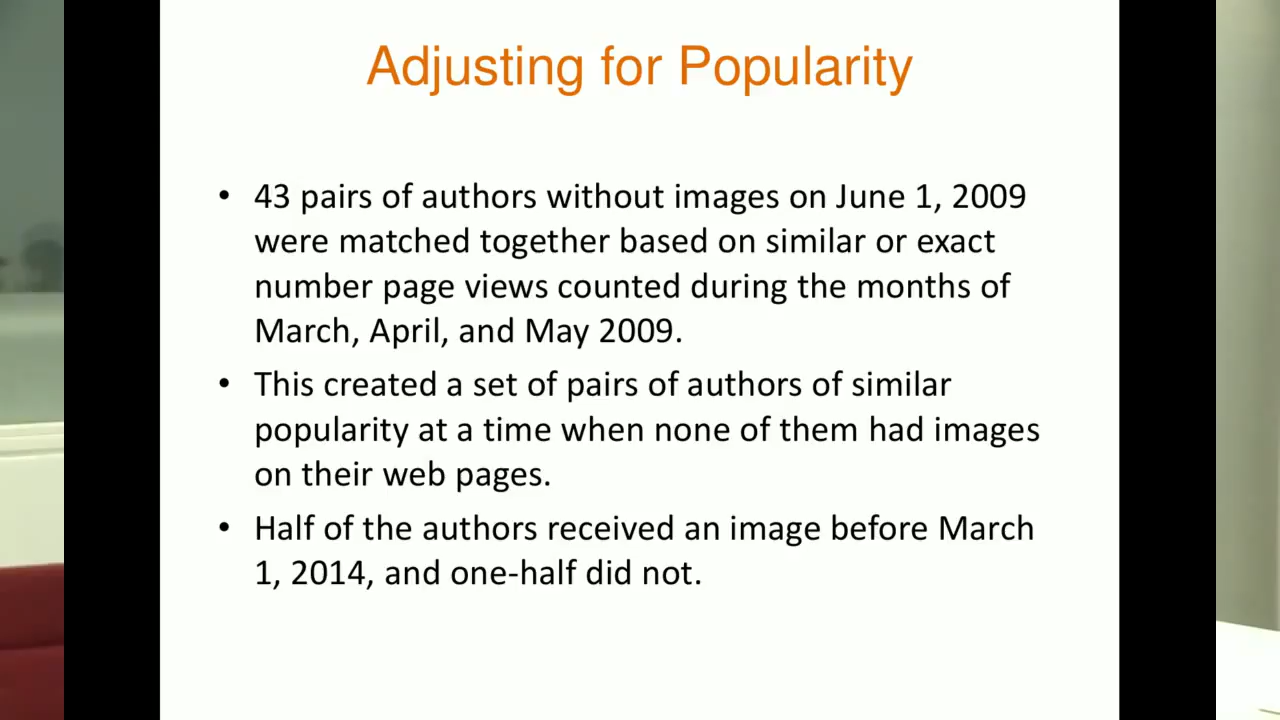 Adjusting for Popularity
• 43 pairs of authors without images on June 1, 2009
were matched together based on similar or exact
number page views counted during the months of
March, April, and May 2009.
• This created a set of pairs of authors of similar
popularity at a time when none of them had images
on their web pages.
• Half of the authors received an image before March
1, 2014, and one-half did not.